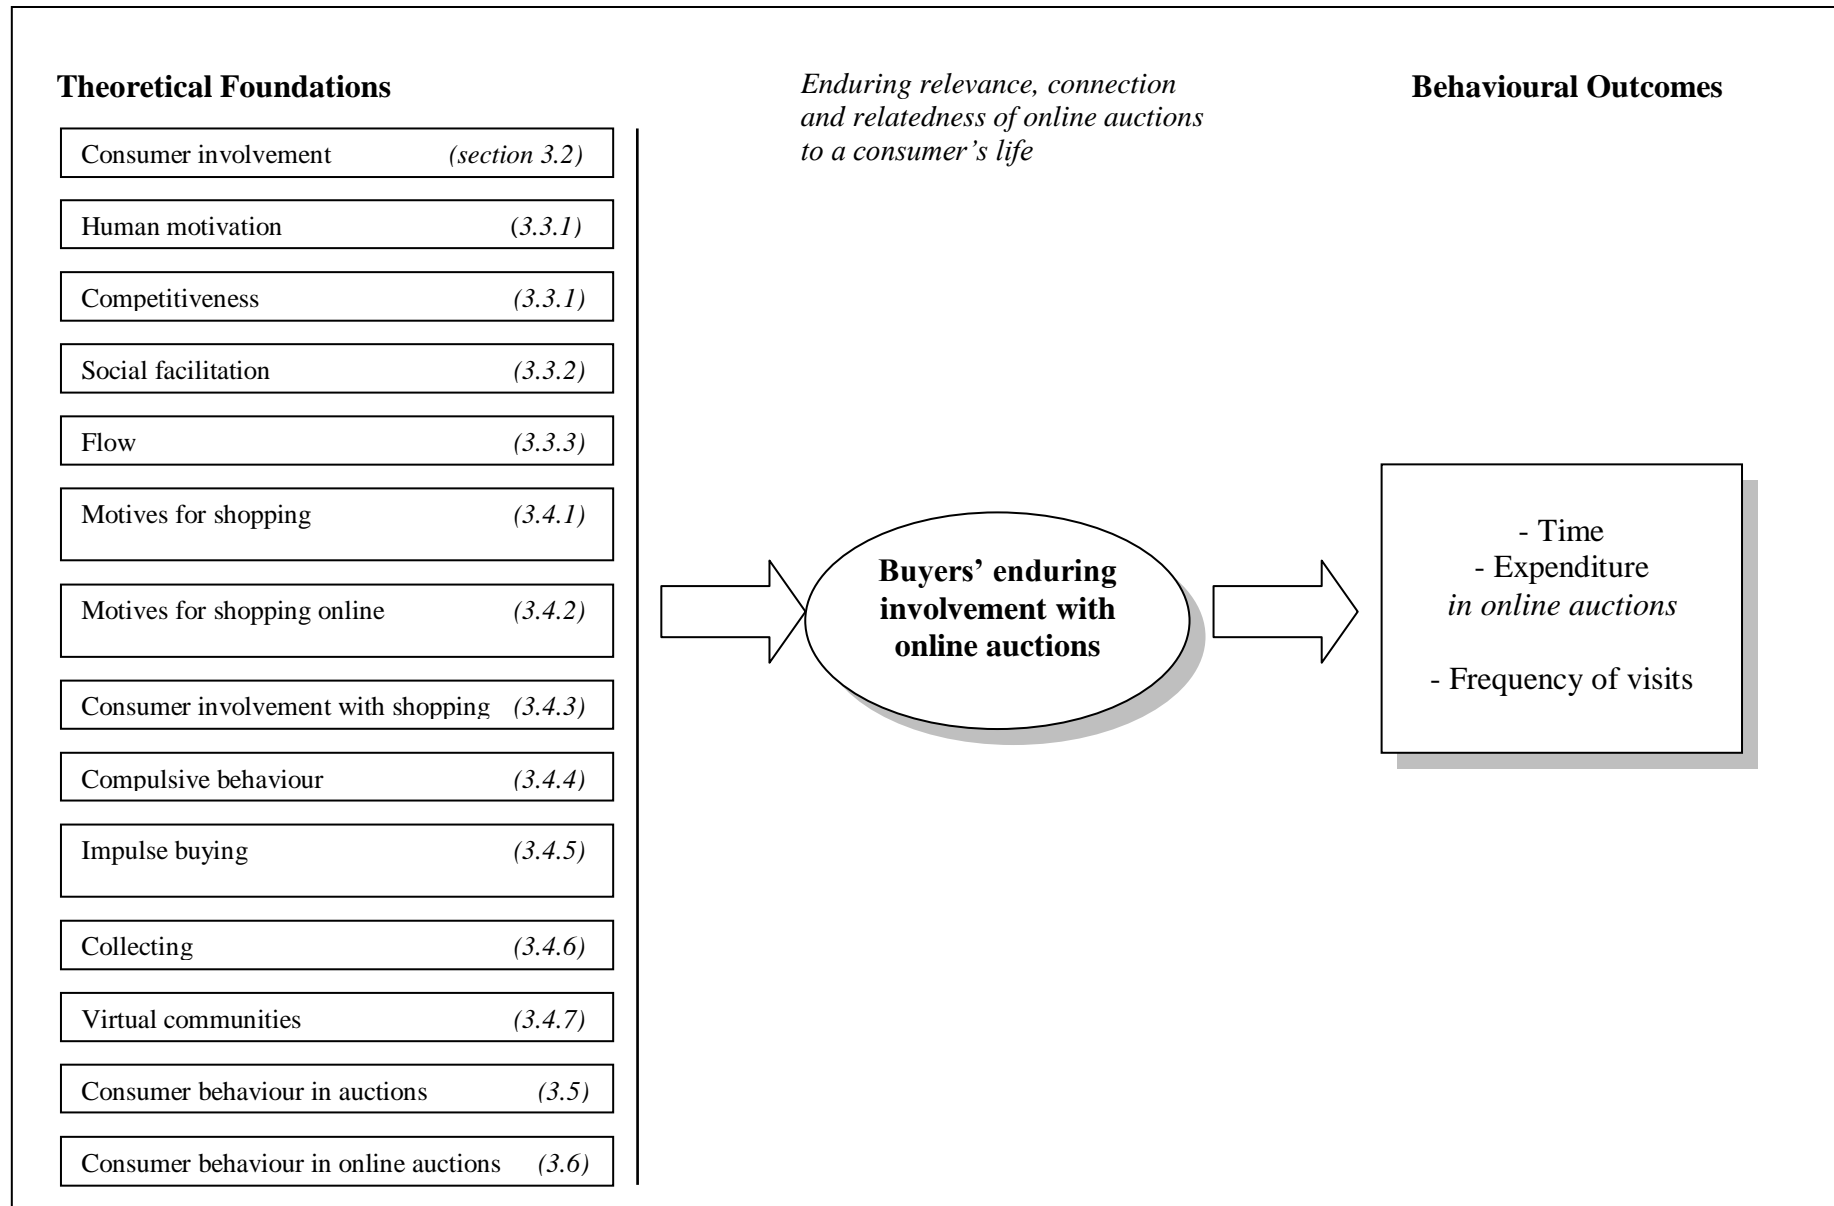 Theoretical Foundations
Consumer involvement (section 3.2)
Human motivation (3.3.1)
Competitiveness (3.3.1)
Social facilitation (3.3.2)
Flow (3.3.3)
Motives for shopping (3.4.1)
Motives for shopping online (3.4.2)
Consumer involvement with shopping (3.4.3)
Compulsive behaviour (3.4.4)
Impulse buying (3.4.5)
Collecting (3.4.6)
Virtual communities (3.4.7)
Consumer behaviour in auctions (3.5)
Consumer behaviour in online auctions (3.6)
Enduring relevance, connection
and relatedness of online auctions
to a consumer’s life
Buyers’ enduring
involvement with
online auctions
Behavioural Outcomes
- Time
- Expenditure
in online auctions
- Frequency of visits